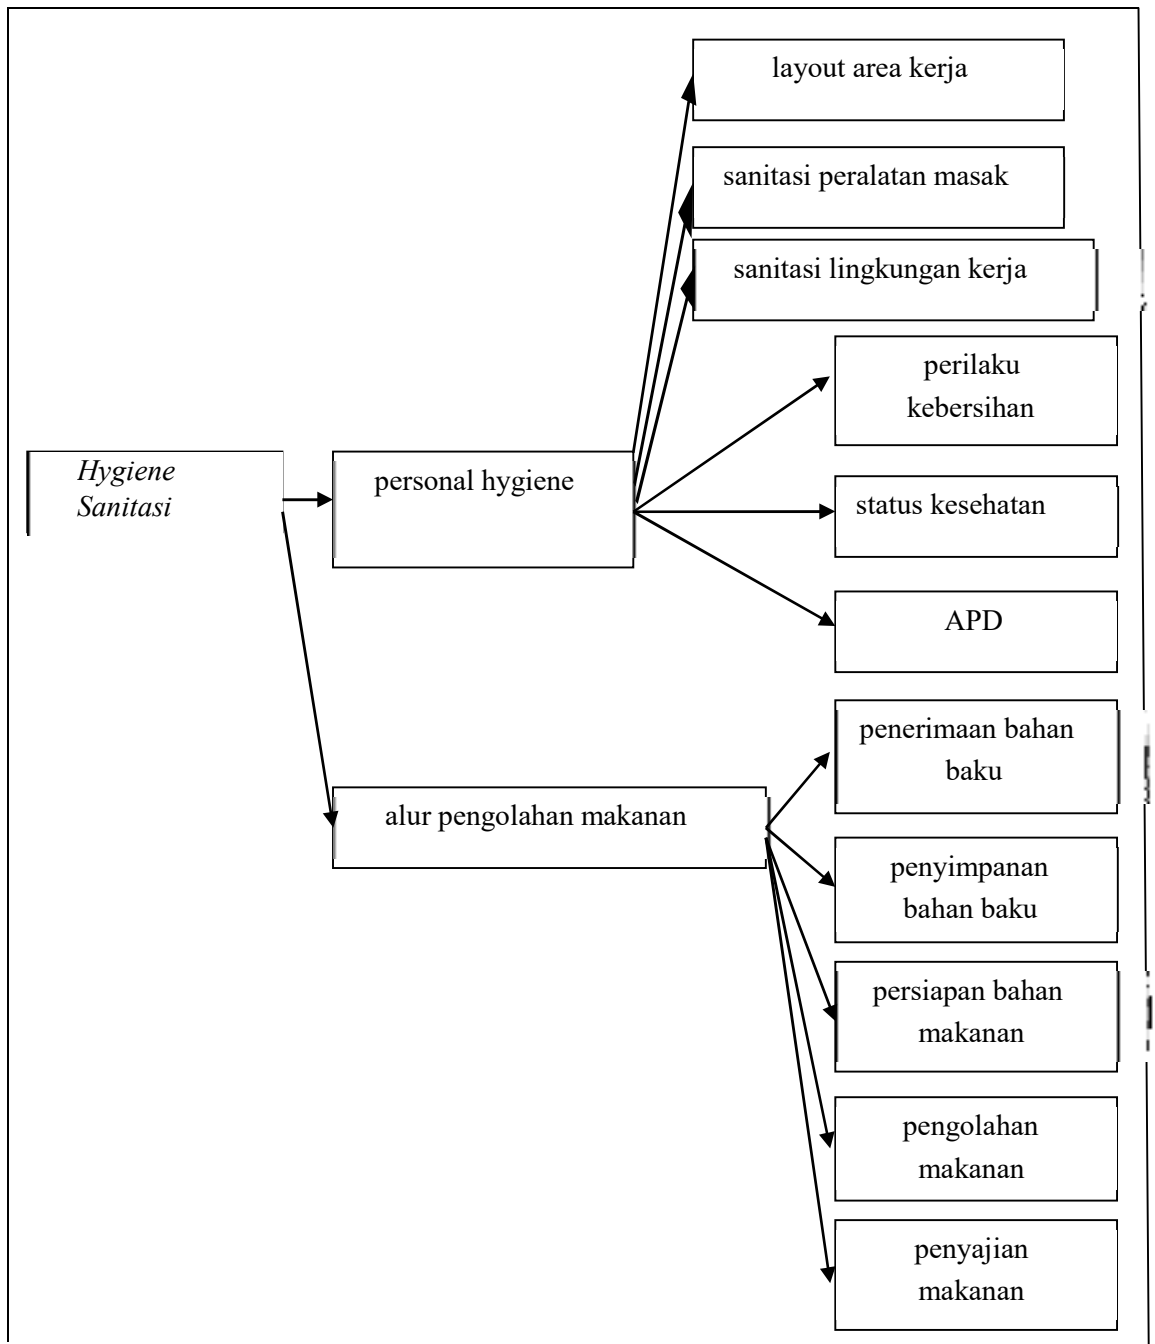 layout area kerja
sanitasi peralatan masak
sanitasi lingkungan kerja
perilaku
kebersihan
Hygiene
Sanitasi
personal hygiene
status kesehatan
APD
penerimaan bahan
baku
alur pengolahan makanan
penyimpanan
bahan baku
persiapan bahan
makanan
pengolahan
makanan
penyajian
makanan